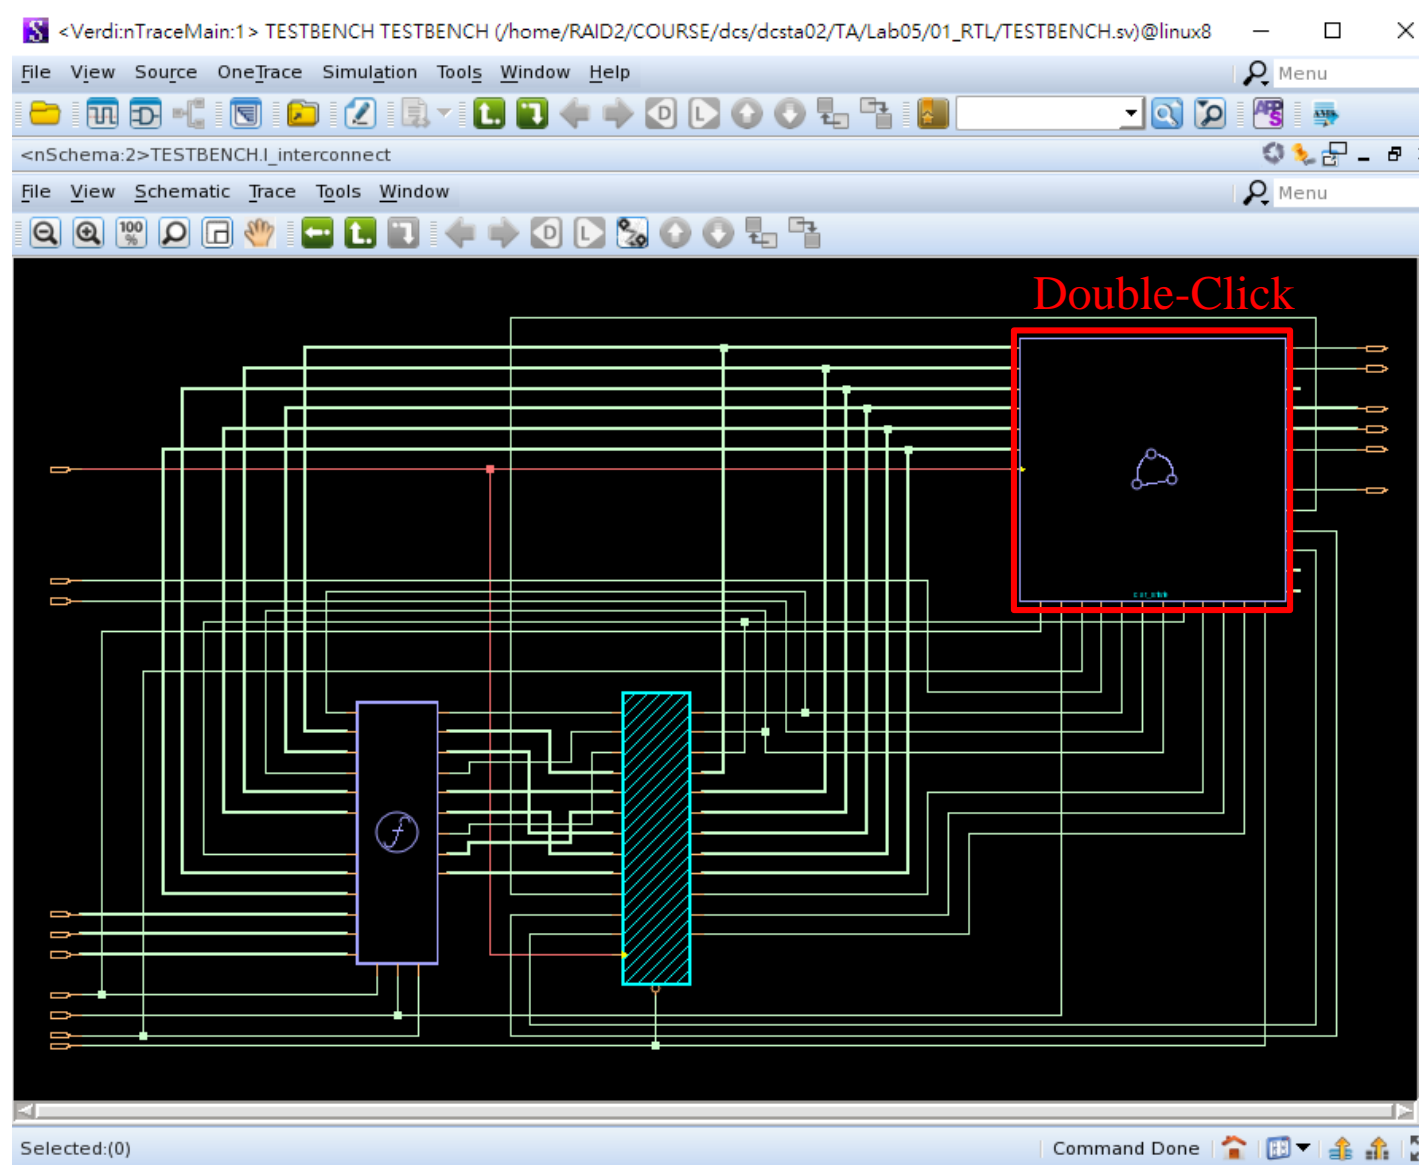 <Verdi:nTraceMain:1> TESTBENCH TESTBENCH (/home/RAID2/COURSE/dcs/dcsta02/TA/Lab05/01_RTL/TESTBENCH.sv)@linux8
File View Source OneTrace Simulation Tools Window Help
Menu
<nSchema:2>TESTBENCH.I_interconnect
File View Schematic Trace Tools Window
Menu
100
%
Double-Click
Selected:(0)
Command Done